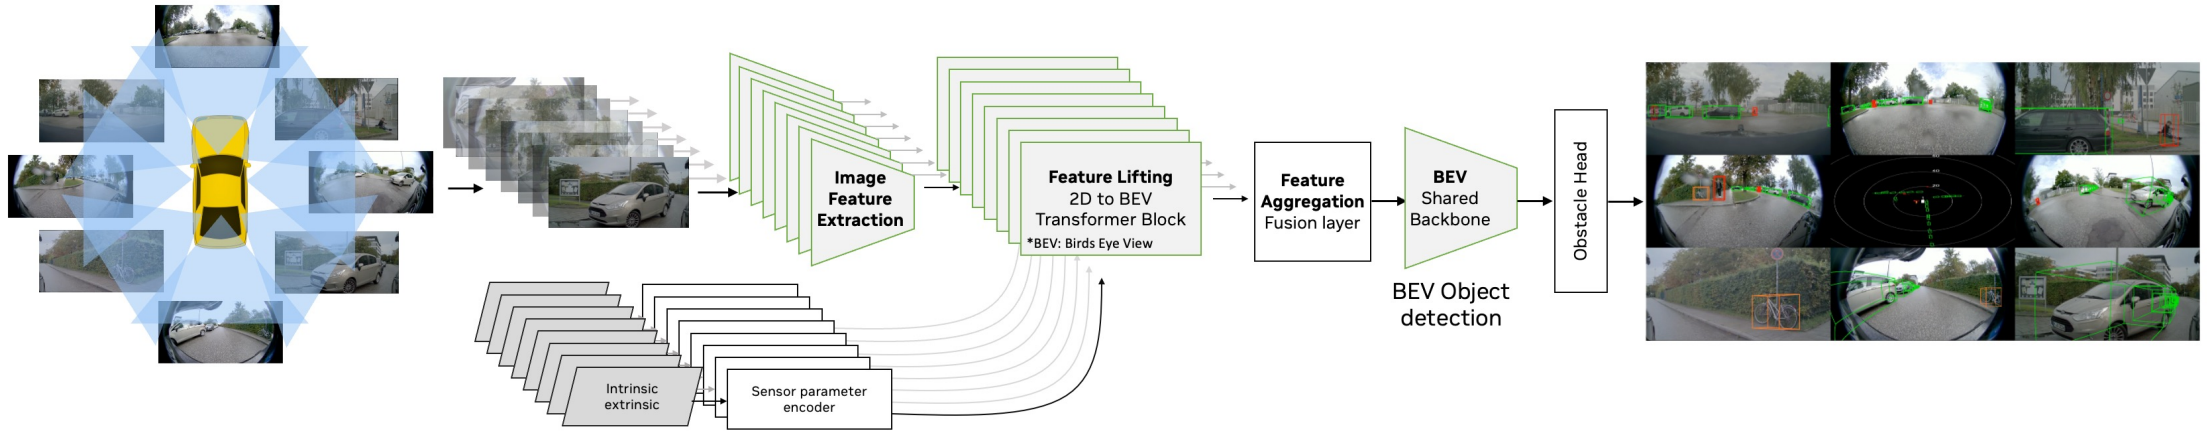 Image
Feature
Extraction
Feature Lifting
2D to BEV
Transformer Block
*BEV: Birds Eye View
Feature
Aggregation
Fusion layer
BEV
Shared
Backbone
BEV Object
detection
Obstacle Head
Intrinsic
extrinsic
Sensor parameter
encoder